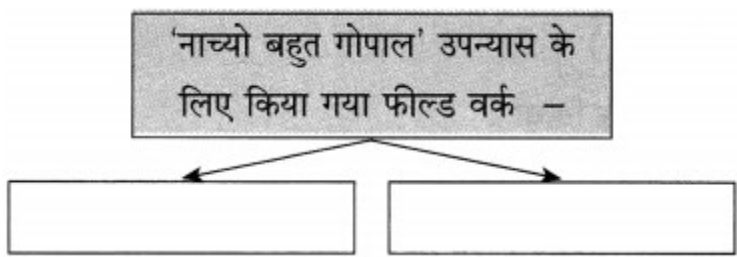 'नाच्यो बहुत गोपाल' उपन्यास के
लिए किया गया फील्ड वर्क –